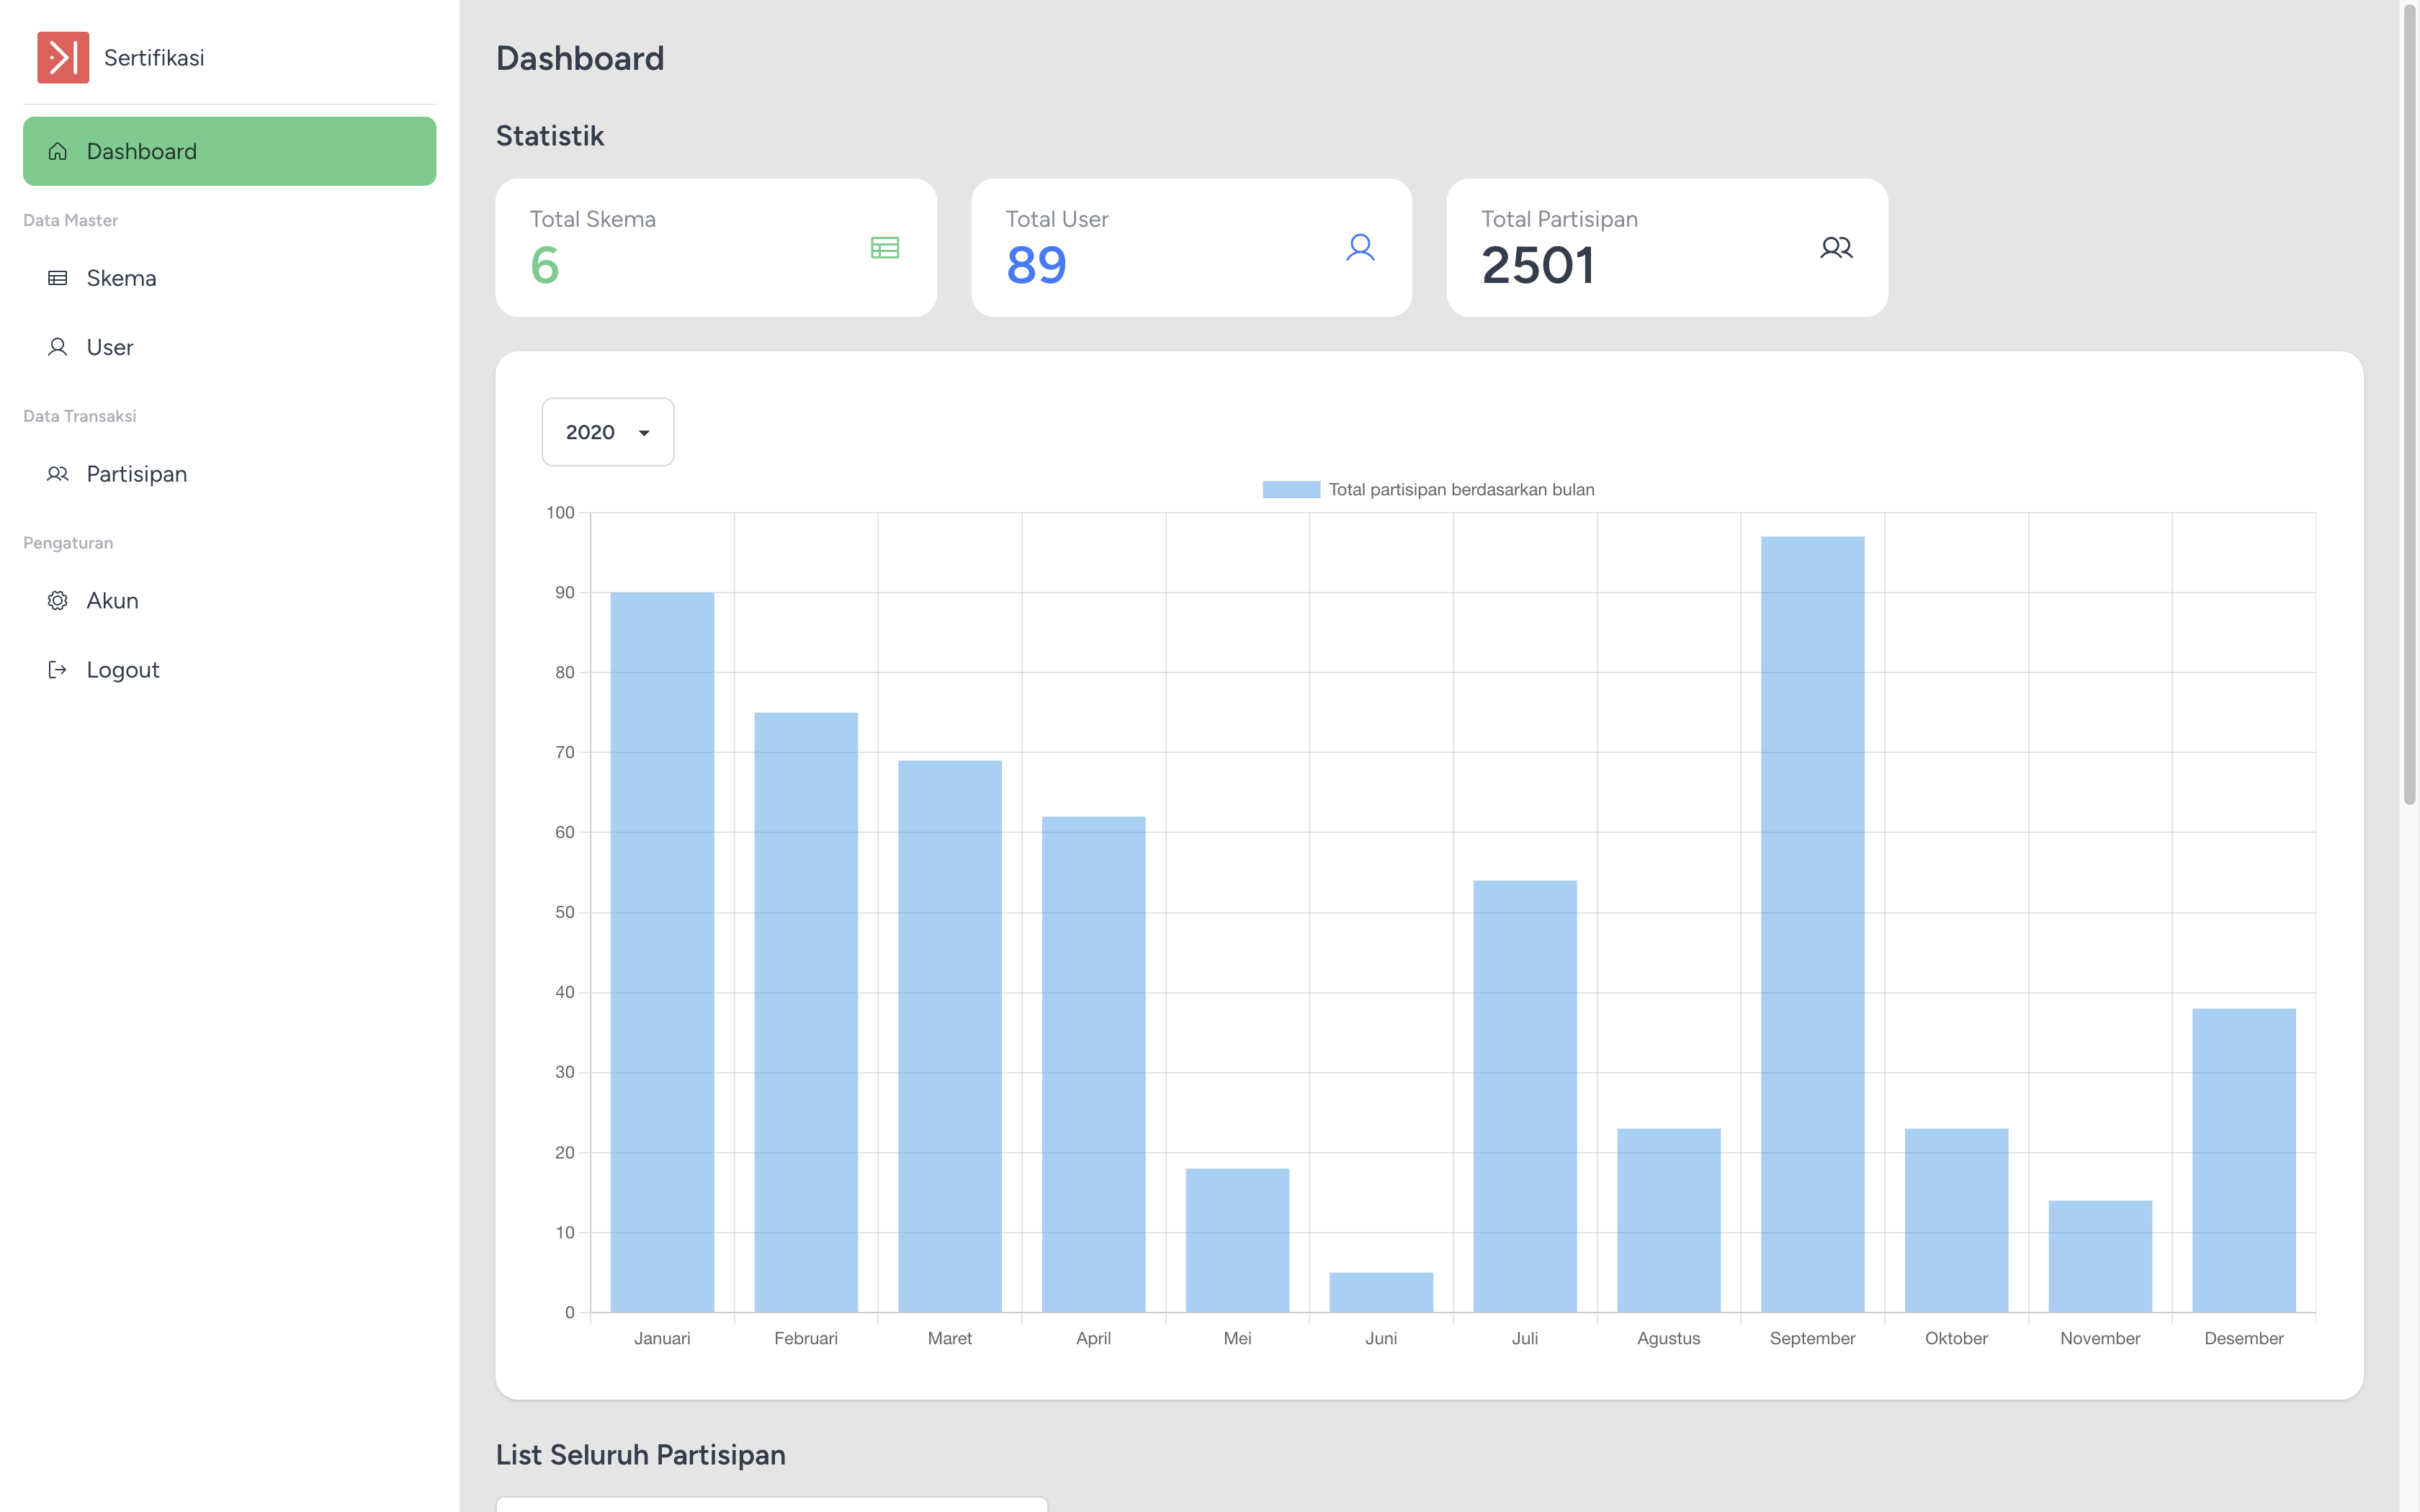 Sertifikasi
Dashboard
Data Master
Skema
User
Data Transaksi
Partisipan
Pengaturan
Akun
Logout
Dashboard
Statistik
Total Skema
6
Total User
89
Total Partisipan
2501
2020
Total partisipan berdasarkan bulan
100
90
80
70
60
50
40
30
20
10
0
Januari Februari Maret April Mei Juni Juli Agustus September Oktober November Desember
List Seluruh Partisipan